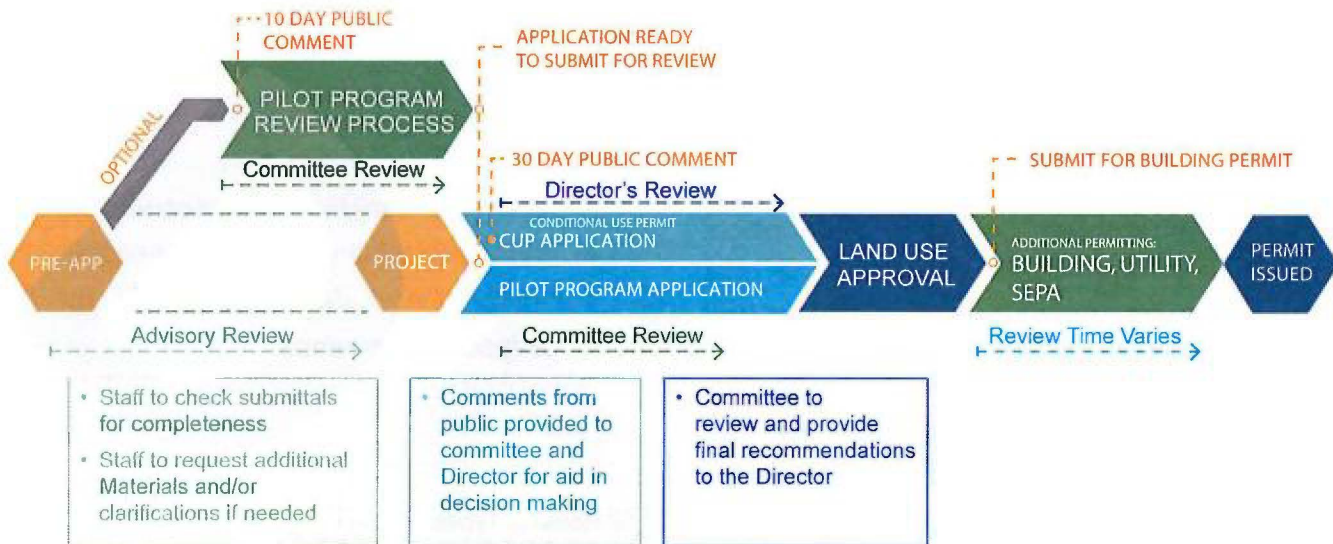 10 DAY PUBLIC
COMMENT
APPLICATION READY
TO SUBMIT FOR REVIEW
PILOT PROGRAM
REVIEW PROCESS
OPTIONAL
Committee Review
30 DAY PUBLIC COMMENT
SUBMIT FOR BUILDING PERMIT
Director's Review
PRE-APP
PROJECT
CONDITIONAL USE PERMIT
CUP APPLICATION
PILOT PROGRAM APPLICATION
LAND USE
APPROVAL
ADDITIONAL PERMITTING:
BUILDING, UTILITY,
SEPA
PERMIT
ISSUED
Advisory Review
Committee Review
Review Time Varies
• Staff to check submittals
for completeness
• Staff to request additional
Materials and/or
clarifications if needed
• Comments from
public provided to
committee and
Director for aid in
decision making
• Committee to
review and provide
final recommendations
to the Director